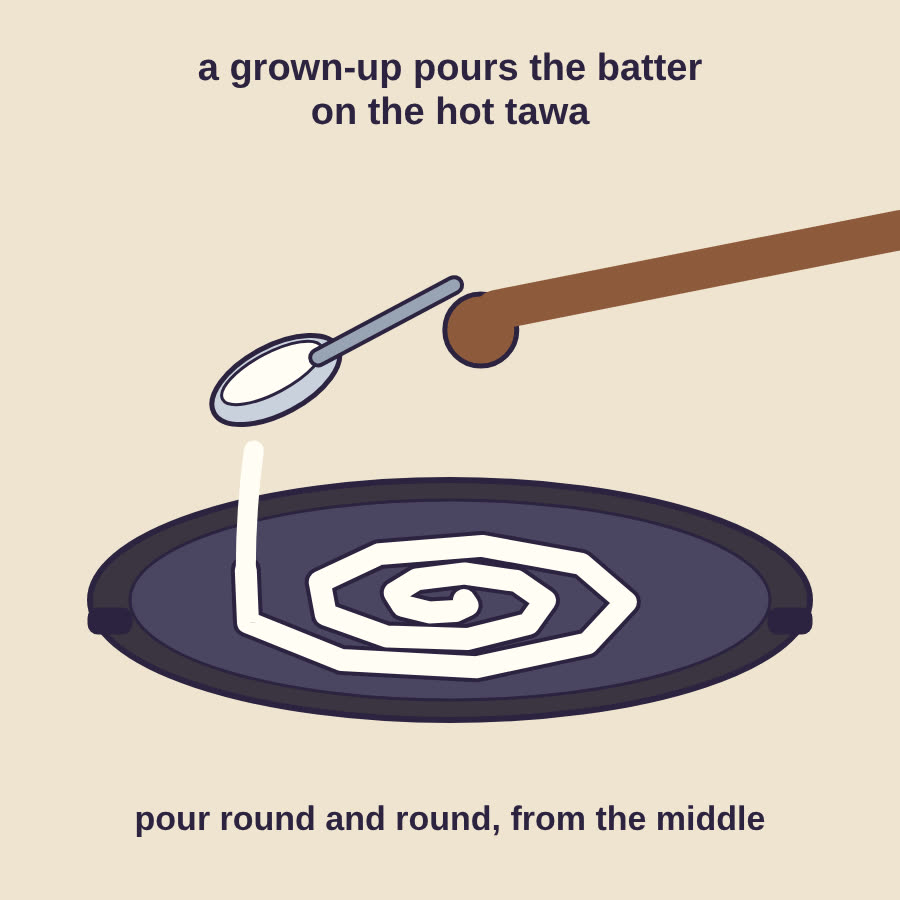 a grown-up pours the batter
on the hot tawa
pour round and round, from the middle